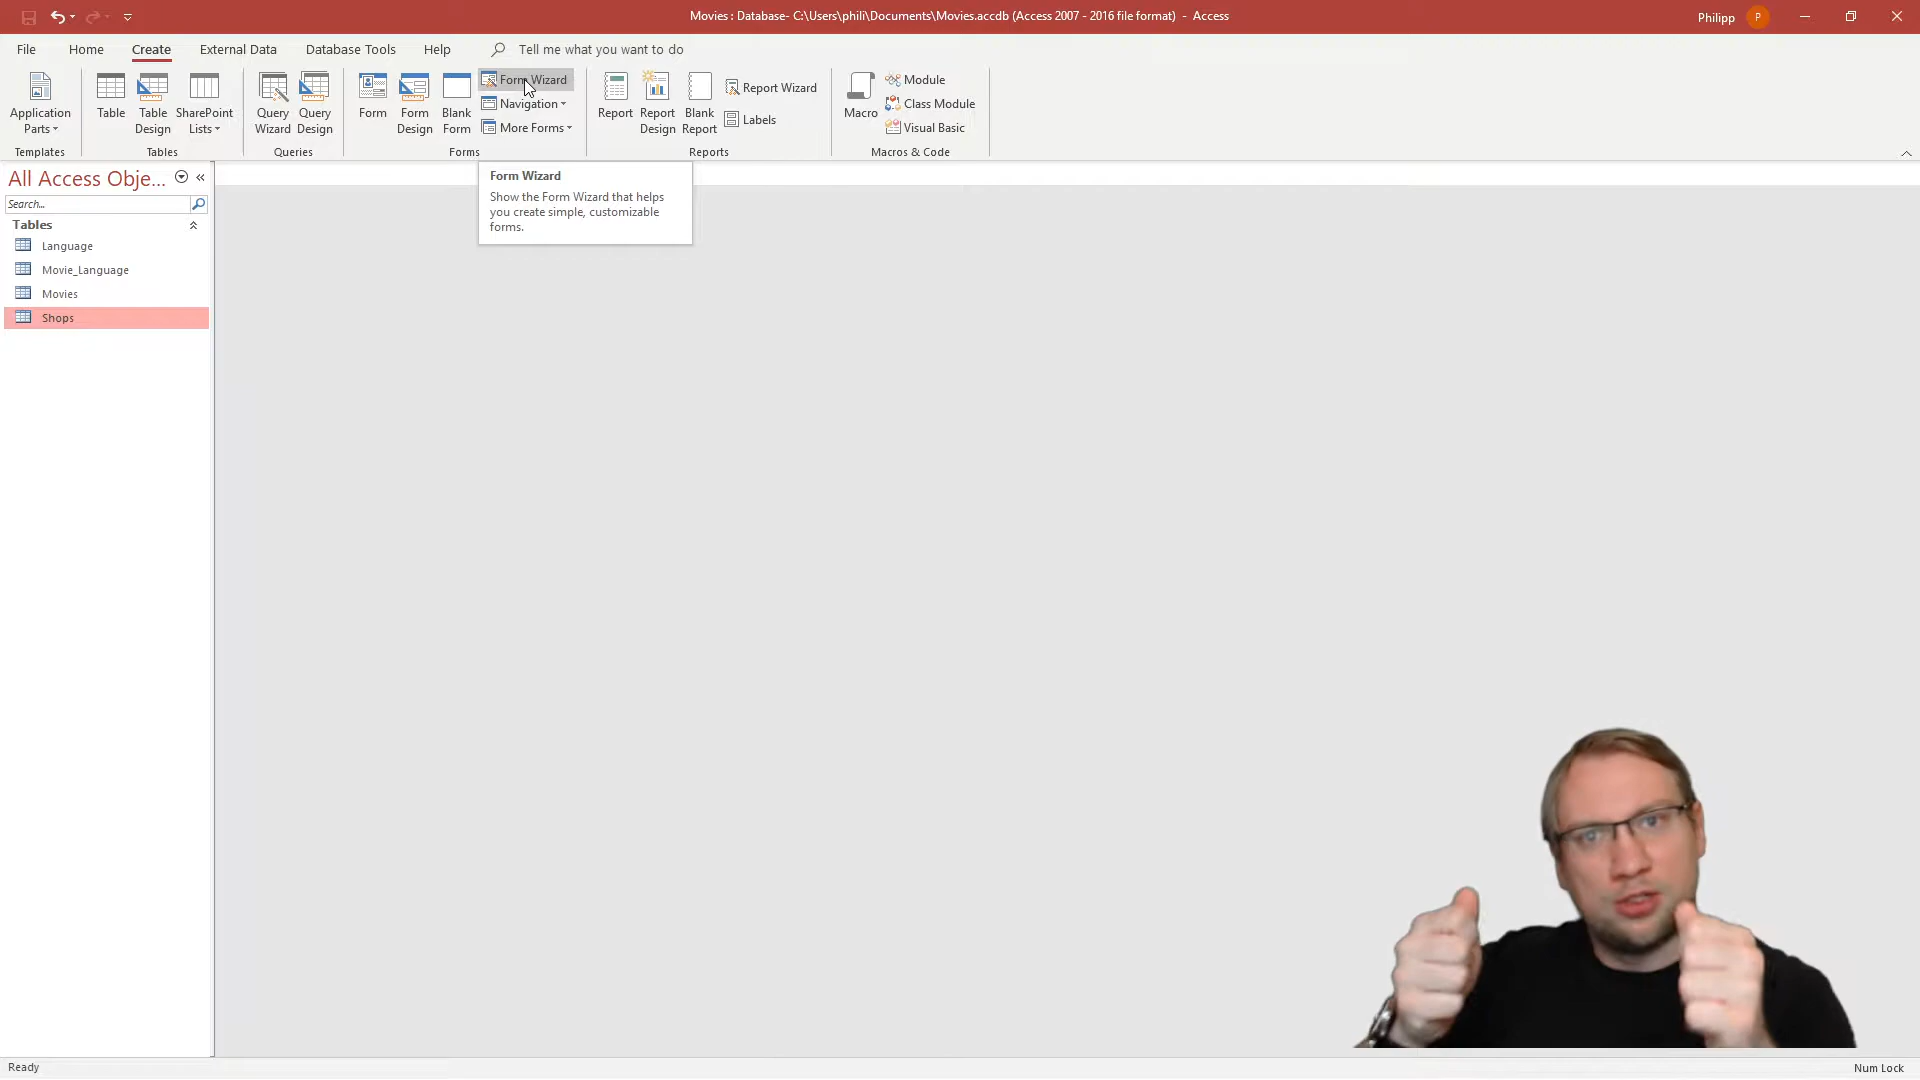 Movies : Database- C:\Users\phili\Documents\Movies.accdb (Access 2007 - 2016 file format) - Access
Philipp
P
File
Home
Create
External Data
Database Tools
Help
Tell me what you want to do
Application Parts
Table
Table Design
SharePoint Lists
Query Wizard
Query Design
Form
Form Design
Blank Form
Form Wizard
Navigation
More Forms
Report
Report Design
Blank Report
Report Wizard
Labels
Macro
Module
Class Module
Visual Basic
Templates
Tables
Queries
Forms
Reports
Macros & Code
All Access Obje...
Search...
Tables
Language
Movie_Language
Movies
Shops
Form Wizard
Show the Form Wizard that helps
you create simple, customizable
forms.
Ready
Num Lock